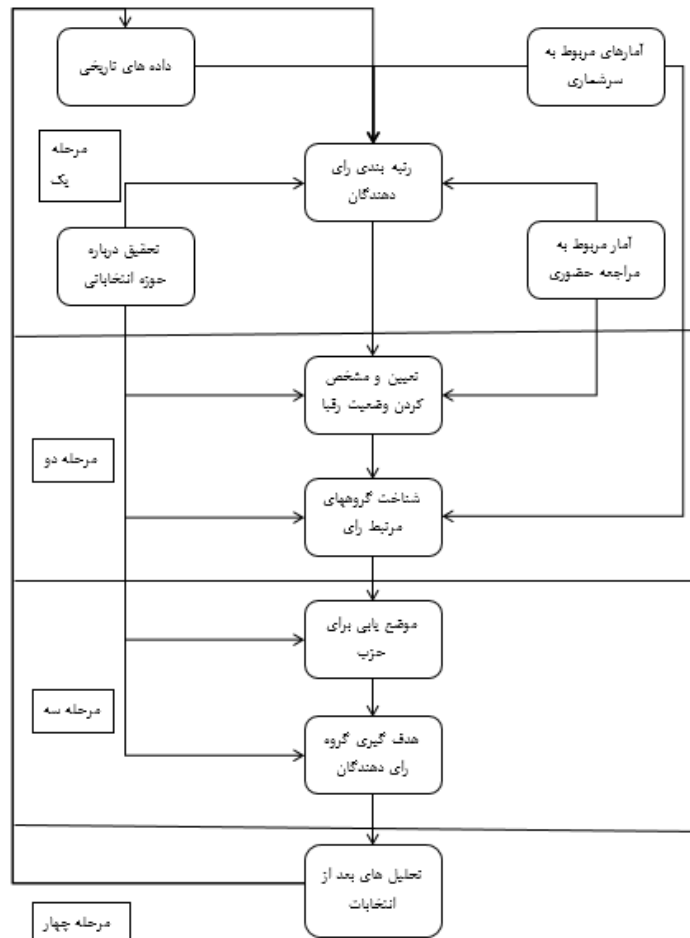 آمارهای مربوط به
سرشماری
داده های تاریخی
مرحله
یک
رتبه بندی رای
دهندگان
آمار مربوط به
مراجعه حضوری
تحقیق درباره
حوزه انتخاباتی
تعیین و مشخص
کردن وضعیت رقبا
مرحله دو
شناخت گروههای
مرتبط رای
موضع یابی برای
حزب
مرحله سه
هدف گیری گروه
رای دهندگان
تحلیل های بعد از
انتخابات
مرحله چهار